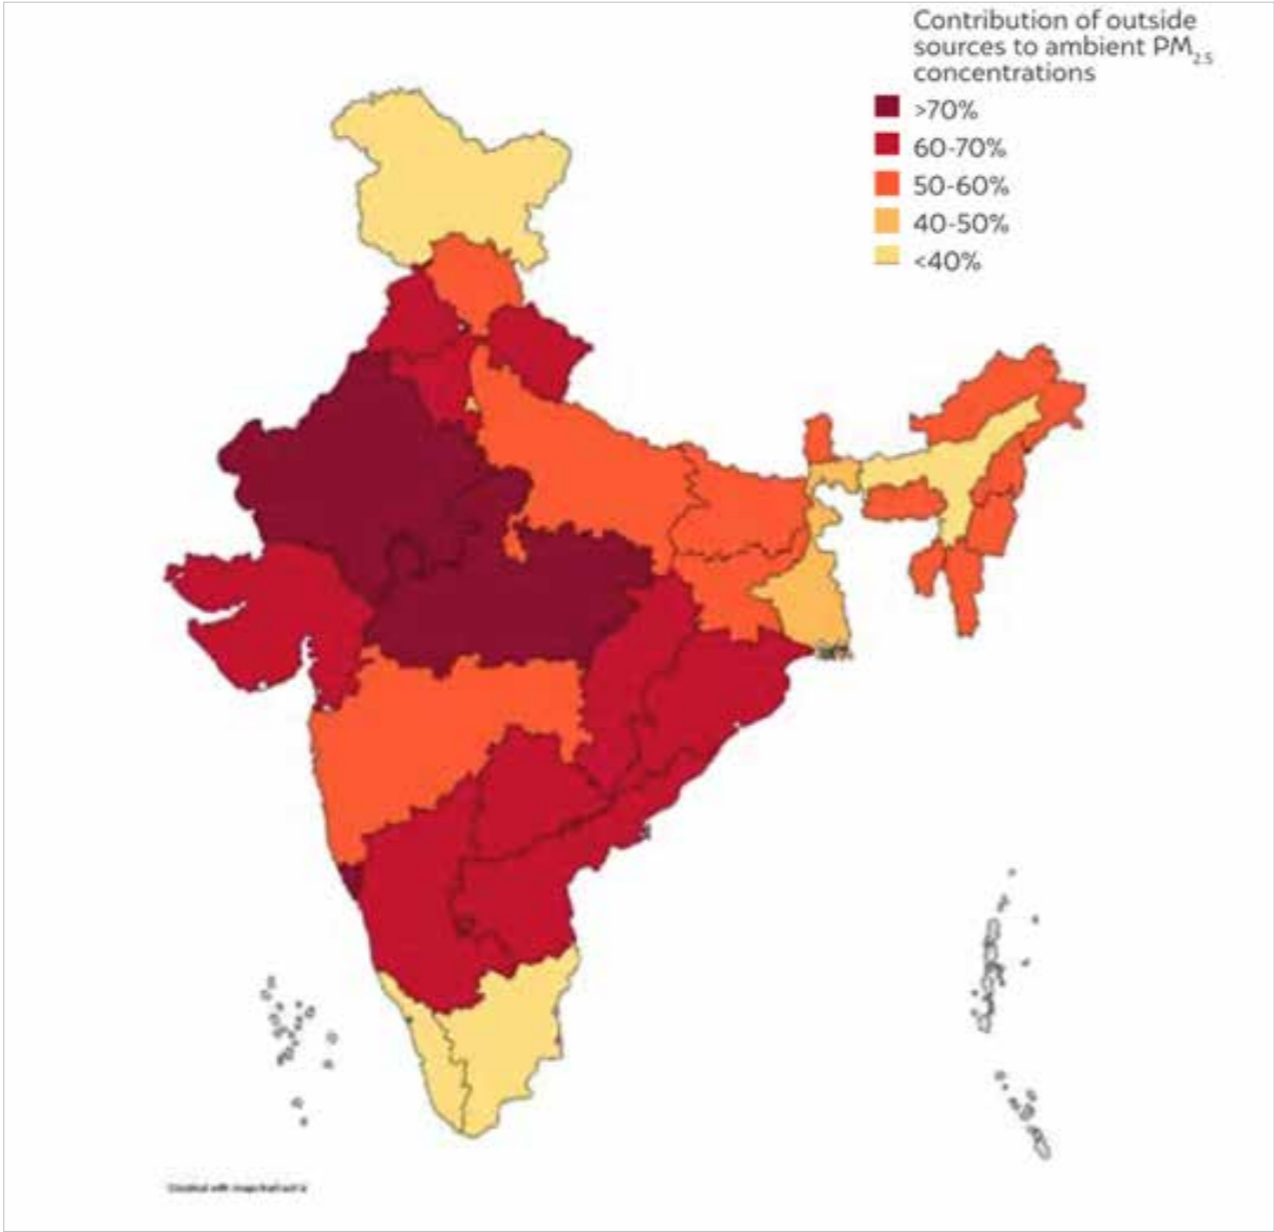 Contribution of outside
sources to ambient PM2.5
concentrations
>70%
60-70%
50-60%
40-50%
<40%